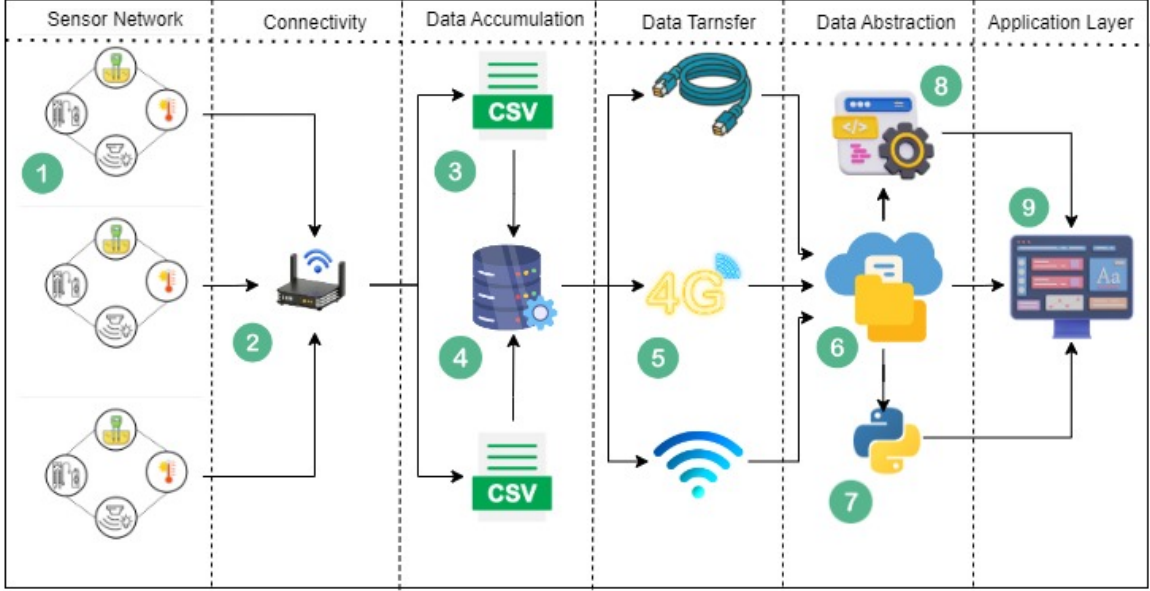 Sensor Network
Connectivity
Data Accumulation
Data Tarnsfer
Data Abstraction
Application Layer
1
2
CSV
3
4
CSV
4G
5
8
</>
6
7
9
Aa